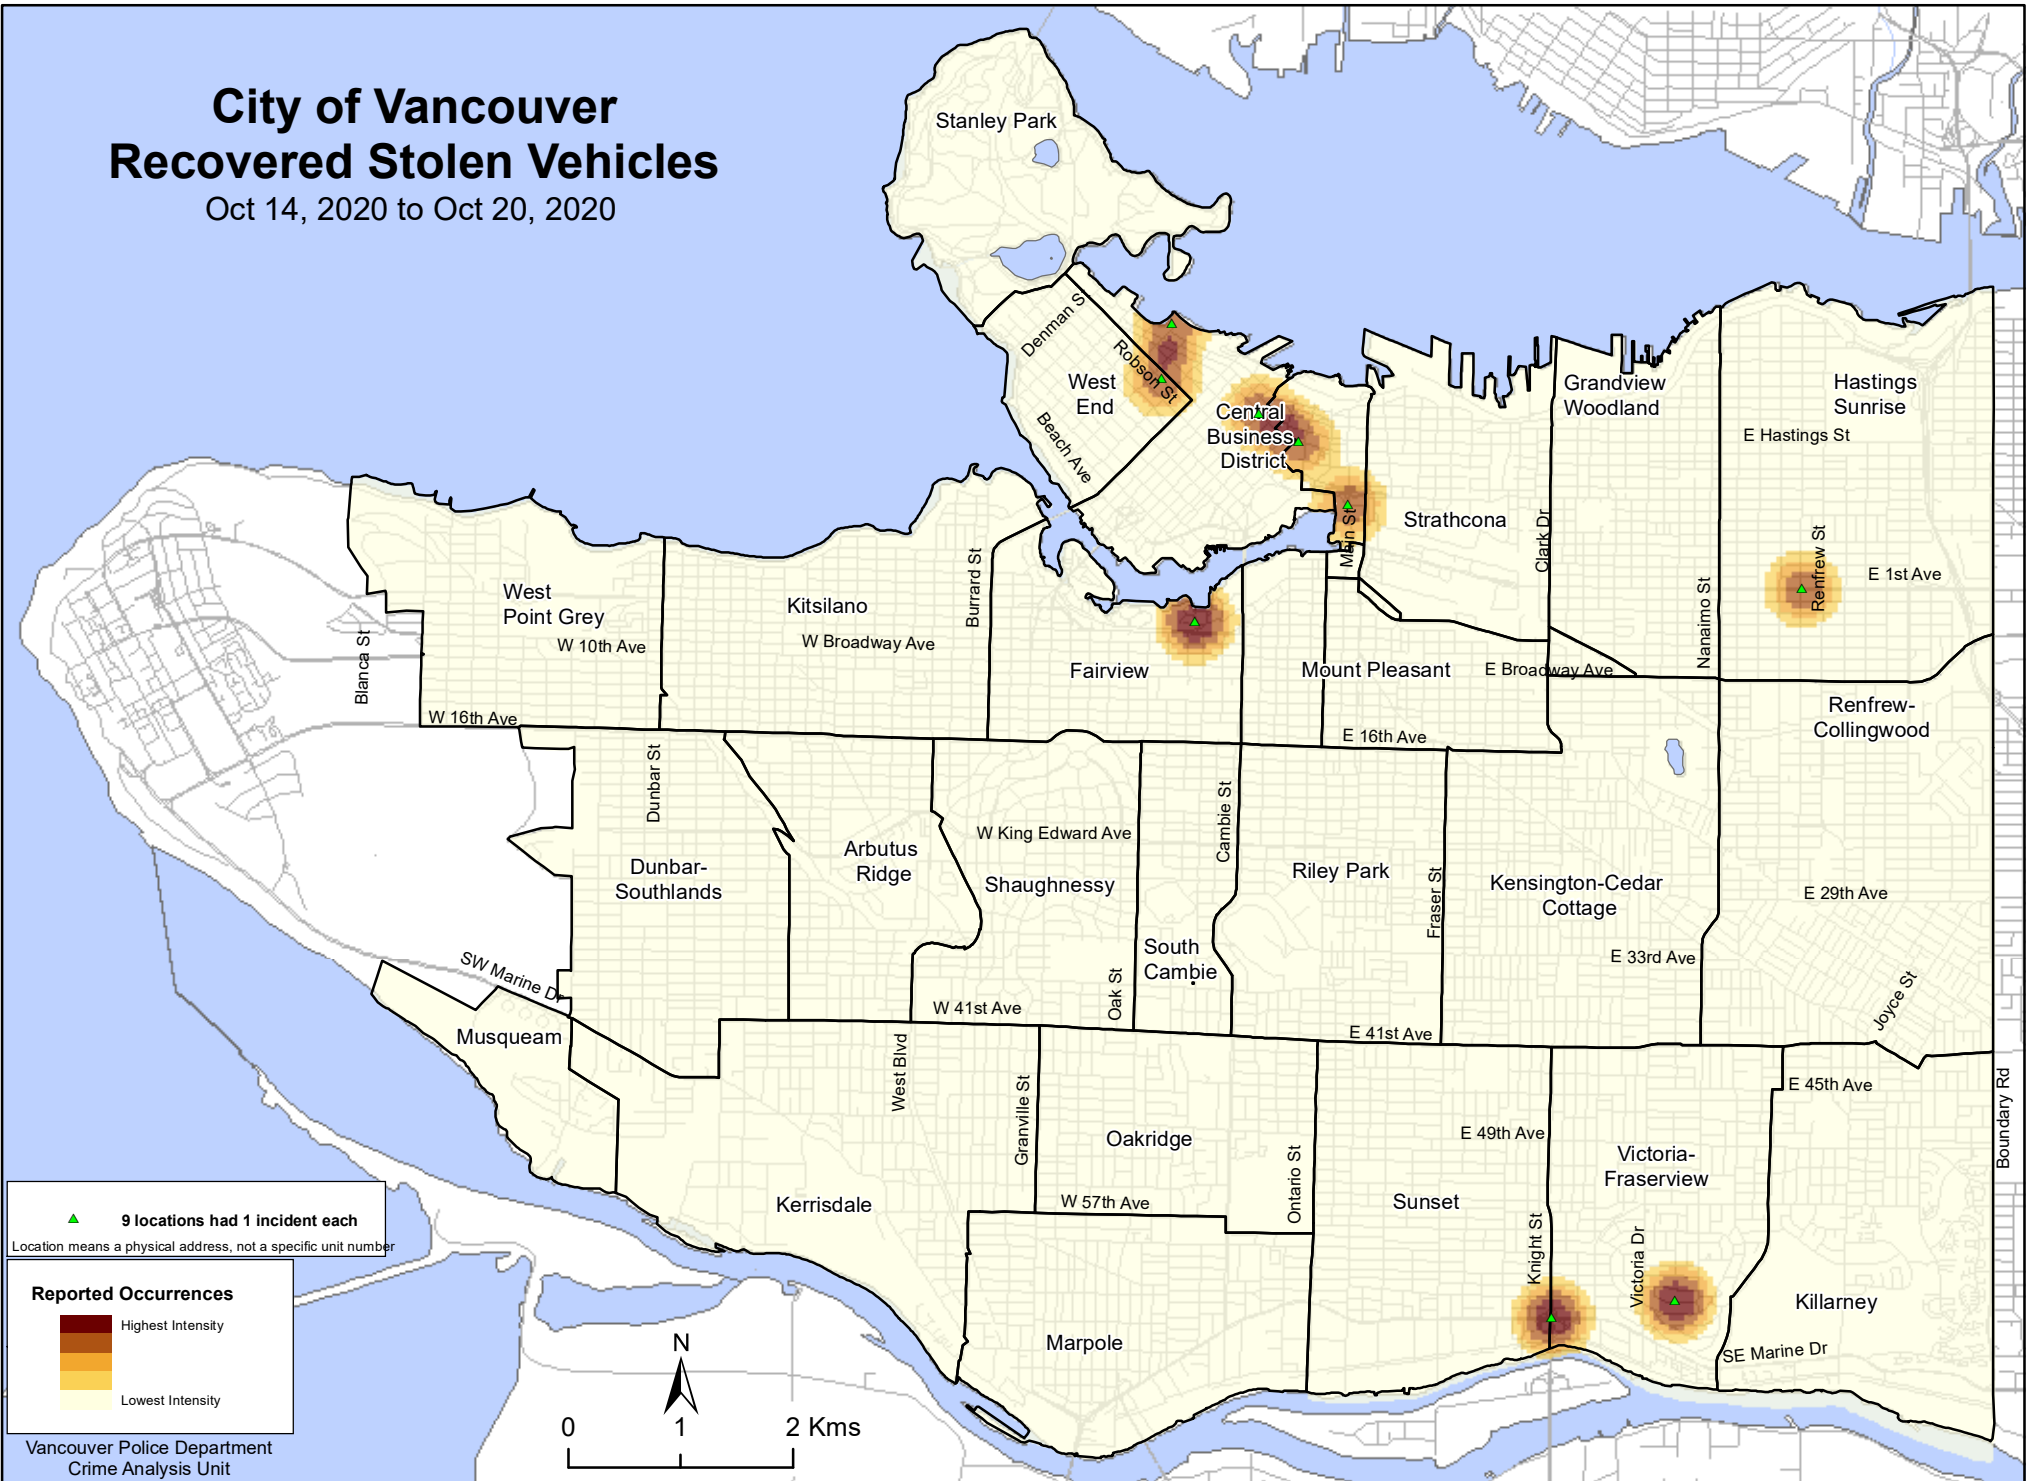 City of Vancouver
Recovered Stolen Vehicles
Oct 14, 2020 to Oct 20, 2020
Stanley Park
Denman S
Robson St
West
End
Beach Ave
Central
Business
District
Grandview
Woodland
Hastings
Sunrise
E Hastings St
Strathcona
Main St
Clark Dr
Nanaimo St
Renfrew St
E 1st Ave
West
Point Grey
W 10th Ave
Blanca St
W 16th Ave
Kitsilano
W Broadway Ave
Burrard St
Fairview
Mount Pleasant
E Broadway Ave
E 16th Ave
Renfrew-
Collingwood
Dunbar St
Dunbar-
Southlands
Arbutus
Ridge
W King Edward Ave
Shaughnessy
Cambie St
South
Cambie
Oak St
W 41st Ave
Riley Park
Fraser St
Kensington-Cedar
Cottage
E 33rd Ave
E 29th Ave
Joyce St
E 41st Ave
SW Marine Dr
Musqueam
West Blvd
Granville St
Oakridge
W 57th Ave
Ontario St
Kerrisdale
Marpole
Sunset
E 49th Ave
Knight St
Victoria-
Fraserview
Victoria Dr
E 45th Ave
Killarney
SE Marine Dr
Boundary Rd
9 locations had 1 incident each
Location means a physical address, not a specific unit number
Reported Occurrences
Highest Intensity
Lowest Intensity
Vancouver Police Department
Crime Analysis Unit
N
0 1 2 Kms